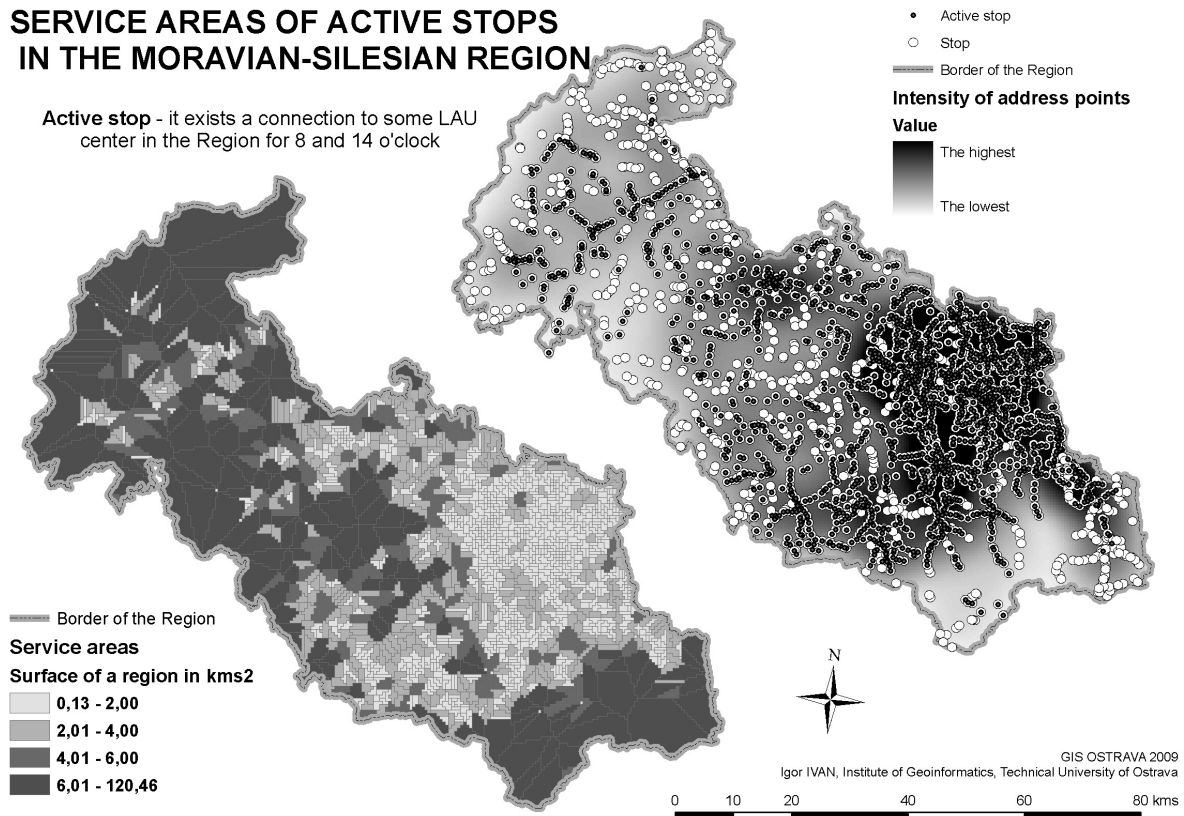 SERVICE AREAS OF ACTIVE STOPS
IN THE MORAVIAN-SILESIAN REGION
Active stop - it exists a connection to some LAU
center in the Region for 8 and 14 o'clock
Active stop
Stop
Border of the Region
Intensity of address points
Value
The highest
The lowest
Border of the Region
Service areas
Surface of a region in kms2
0,13 - 2,00
2,01 - 4,00
4,01 - 6,00
6,01 - 120,46
N
GIS OSTRAVA 2009
Igor IVAN, Institute of Geoinformatics, Technical University of Ostrava
0 10 20 40 60 80 kms